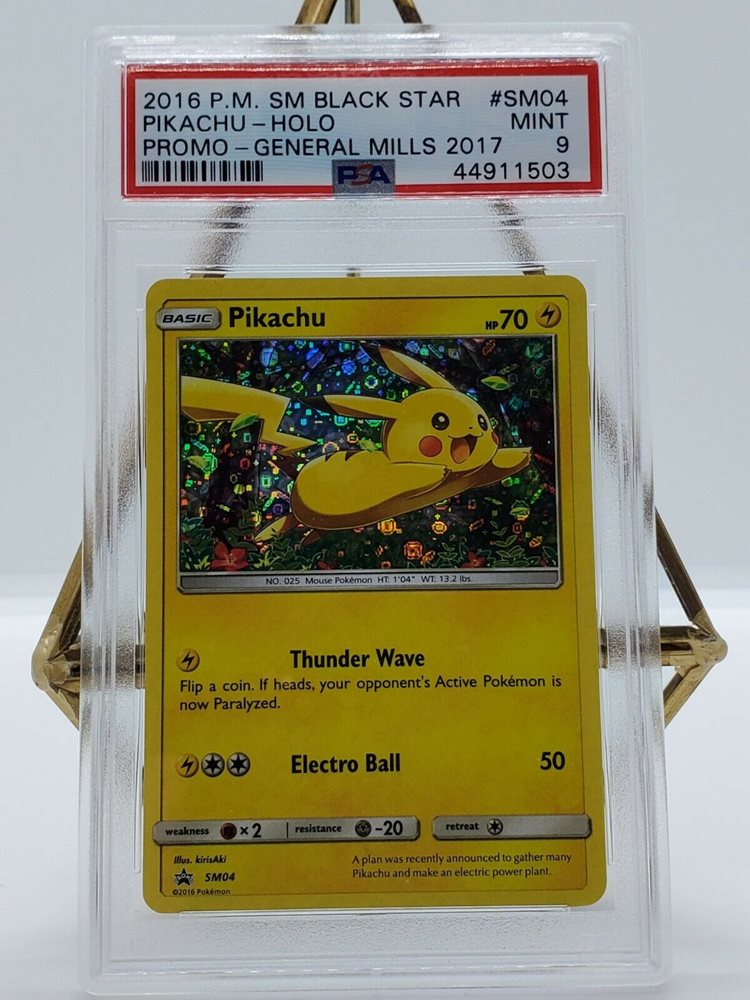 2016 P.M. SM BLACK STAR #SM04
PIKACHU – HOLO MINT
PROMO – GENERAL MILLS 2017 9
PSA 44911503
BASIC Pikachu HP 70
NO. 025 Mouse Pokémon HT: 1'04" WT: 13.2 lbs.
Thunder Wave
Flip a coin. If heads, your opponent's Active Pokémon is
now Paralyzed.
Electro Ball 50
weakness ×2 resistance -20 retreat
Illus. kirisAki
A plan was recently announced to gather many
Pikachu and make an electric power plant.
PROMO SM04
©2016 Pokémon